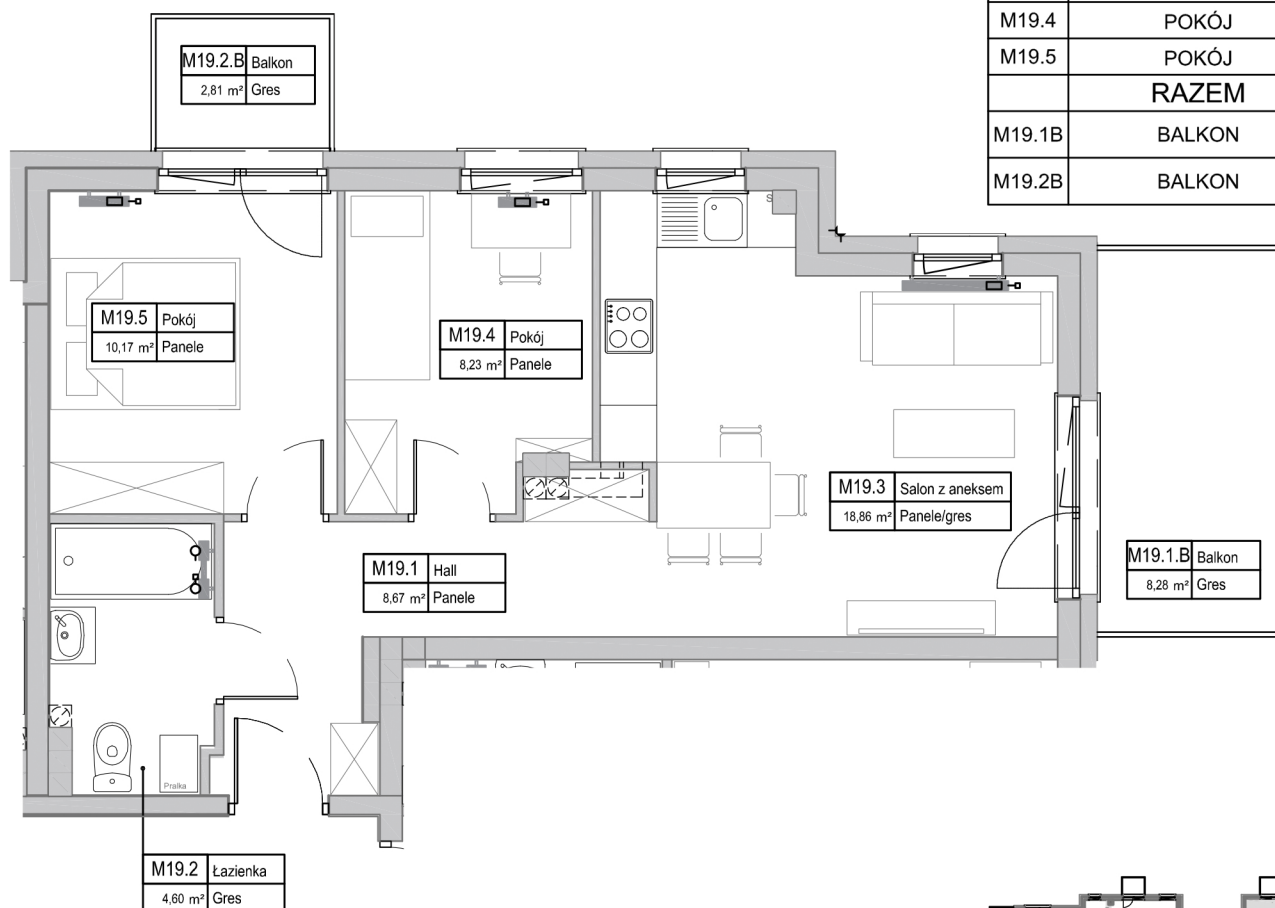 M19.4 POKÓJ
M19.5 POKÓJ
RAZEM
M19.1B BALKON
M19.2B BALKON
M19.2.B Balkon
2,81 m² Gres
S
M19.5 Pokój
10,17 m² Panele
M19.4 Pokój
8,23 m² Panele
M19.3 Salon z aneksem
18,86 m² Panele/gres
M19.1.B Balkon
8,28 m² Gres
M19.1 Hall
8,67 m² Panele
Pralka
M19.2 Łazienka
4,60 m² Gres